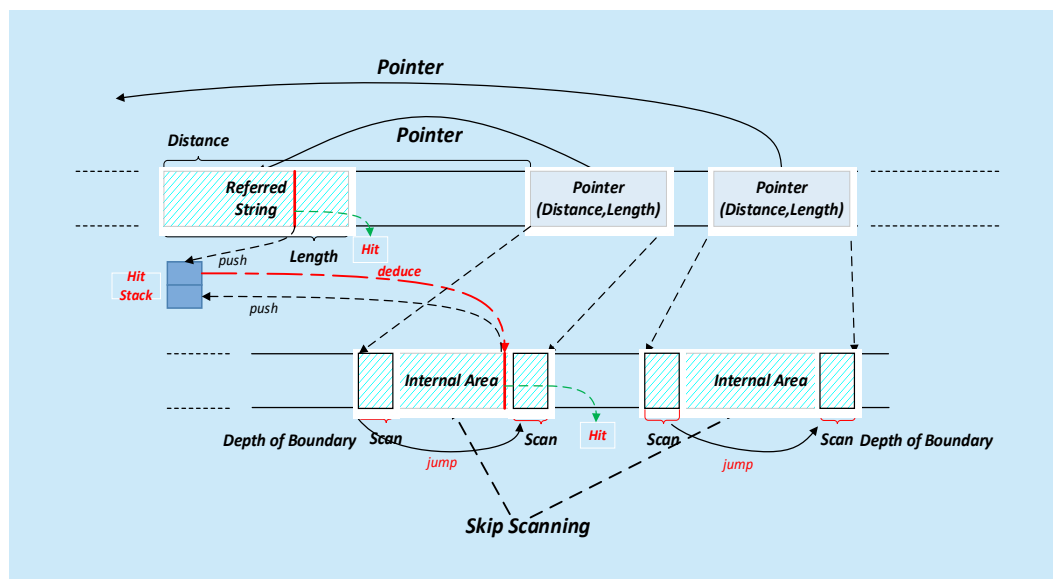 Pointer
Distance
Pointer
Referred
String
Pointer
(Distance,Length)
Pointer
(Distance,Length)
Hit
Length
push
Hit
Stack
deduce
push
Internal Area
Internal Area
Depth of Boundary
Scan
Scan
Hit
Scan
Scan
Depth of Boundary
jump
jump
Skip Scanning